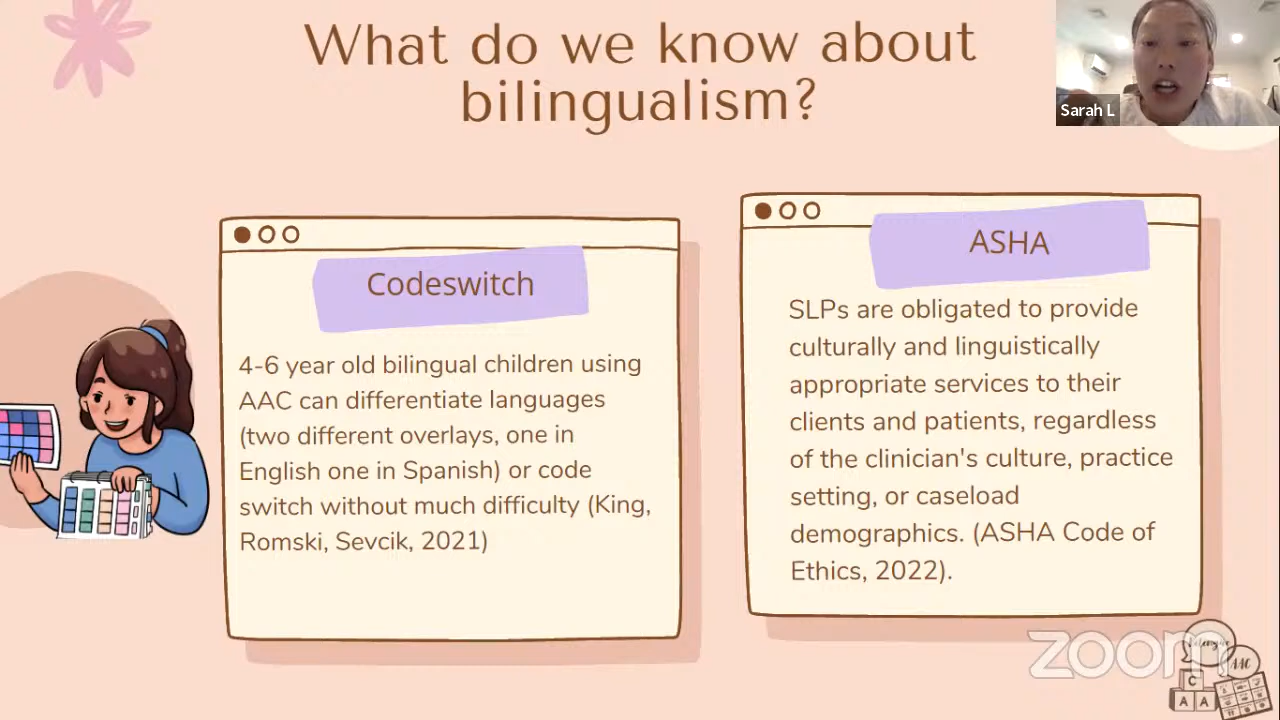 What do we know about
bilingualism?
Sarah L
Codeswitch
4-6 year old bilingual children using
AAC can differentiate languages
(two different overlays, one in
English one in Spanish) or code
switch without much difficulty (King,
Romski, Sevcik, 2021)
ASHA
SLPs are obligated to provide
culturally and linguistically
appropriate services to their
clients and patients, regardless
of the clinician's culture, practice
setting, or caseload
demographics. (ASHA Code of
Ethics, 2022).
zoom
AAC
C
A A